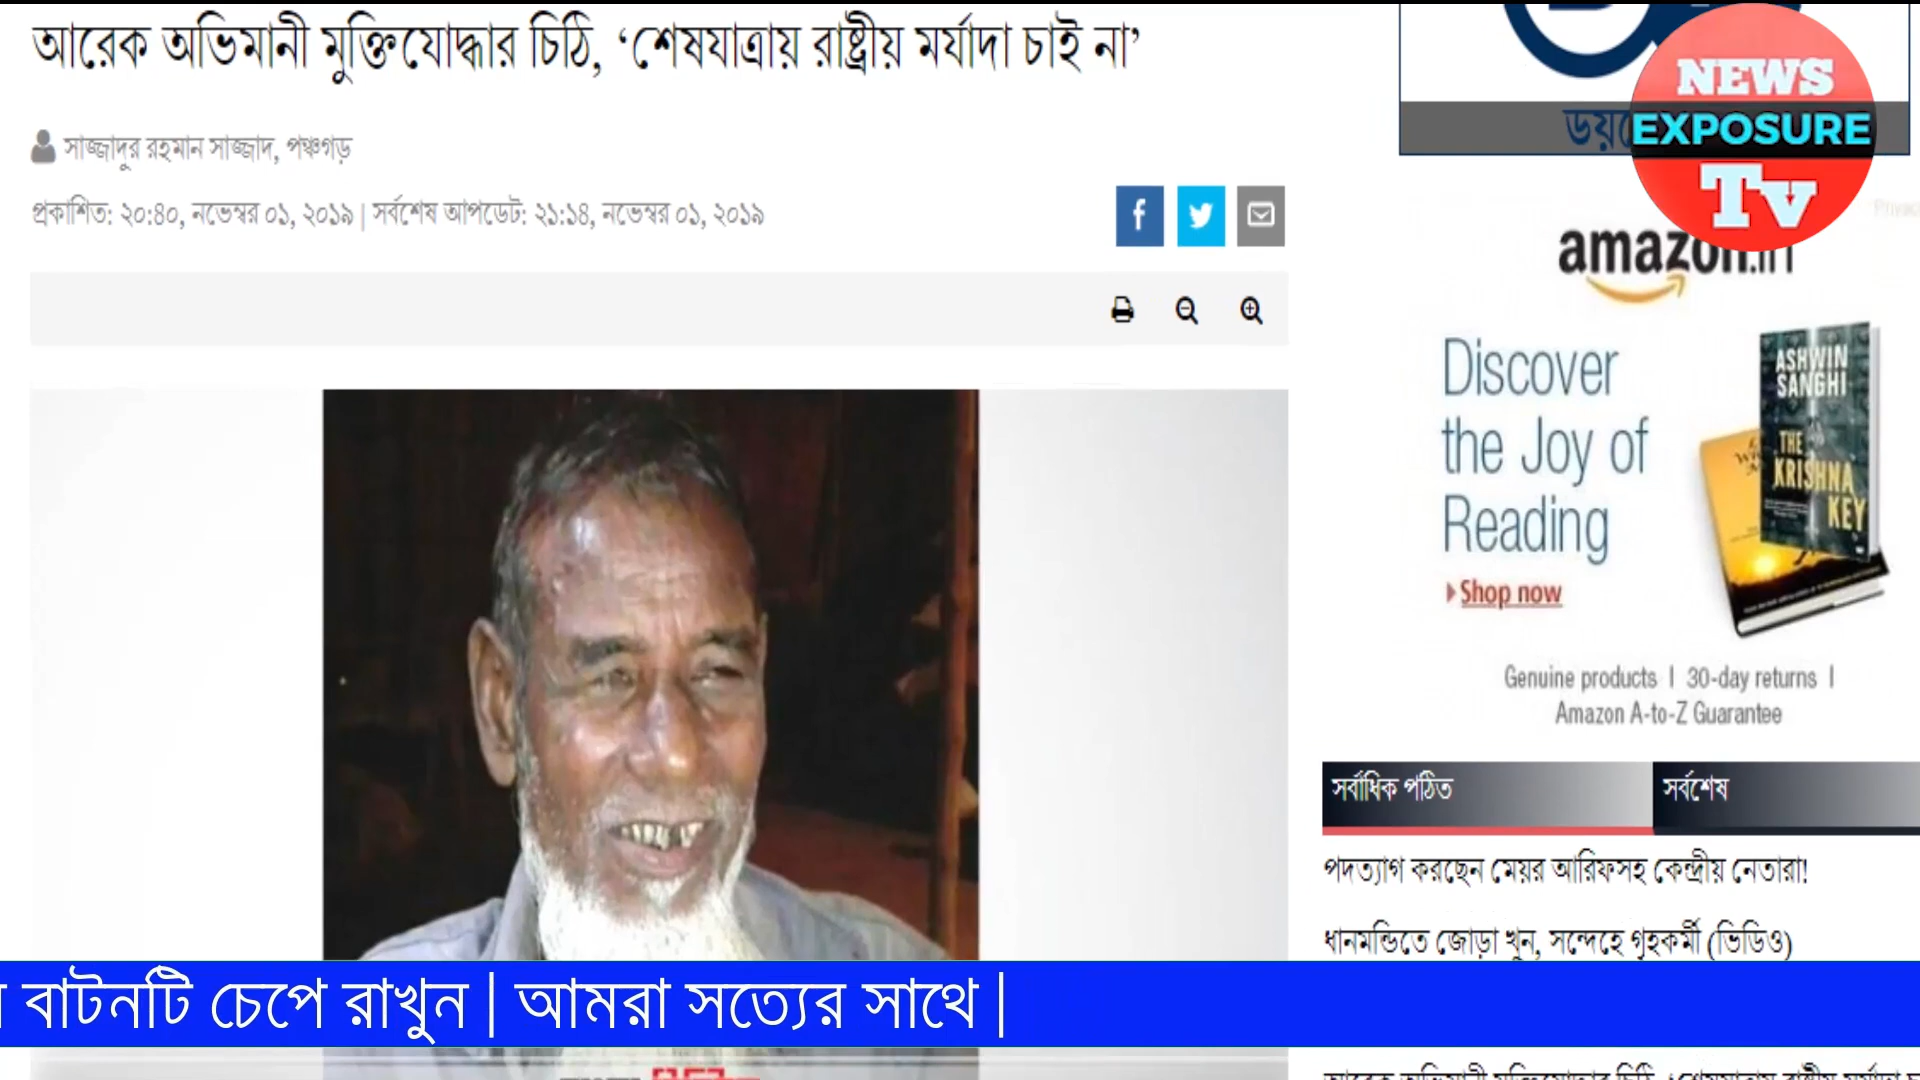 আরেক অভিমানী মুক্তিযোদ্ধার চিঠি, ‘শেষযাত্রায় রাষ্ট্রীয় মর্যাদা চাই না’
সাজ্জাদুর রহমান সাজ্জাদ, পঞ্চগড়
প্রকাশিত: ২০:৪০, নভেম্বর ০১, ২০১৯ | সর্বশেষ আপডেট: ২১:১৪, নভেম্বর ০১, ২০১৯
NEWS
EXPOSURE
Tv
amazon.in
Discover
the Joy of
Reading
Shop now
ASHWIN
SANGHI
THE
KRISHNA
KEY
Genuine products | 30-day returns |
Amazon A-to-Z Guarantee
সর্বাধিক পঠিত
সর্বশেষ
পদত্যাগ করছেন মেয়র আরিফসহ কেন্দ্রীয় নেতারা!
ধানমন্ডিতে জোড়া খুন, সন্দেহে গৃহকর্মী (ভিডিও)
বাটনটি চেপে রাখুন | আমরা সত্যের সাথে |